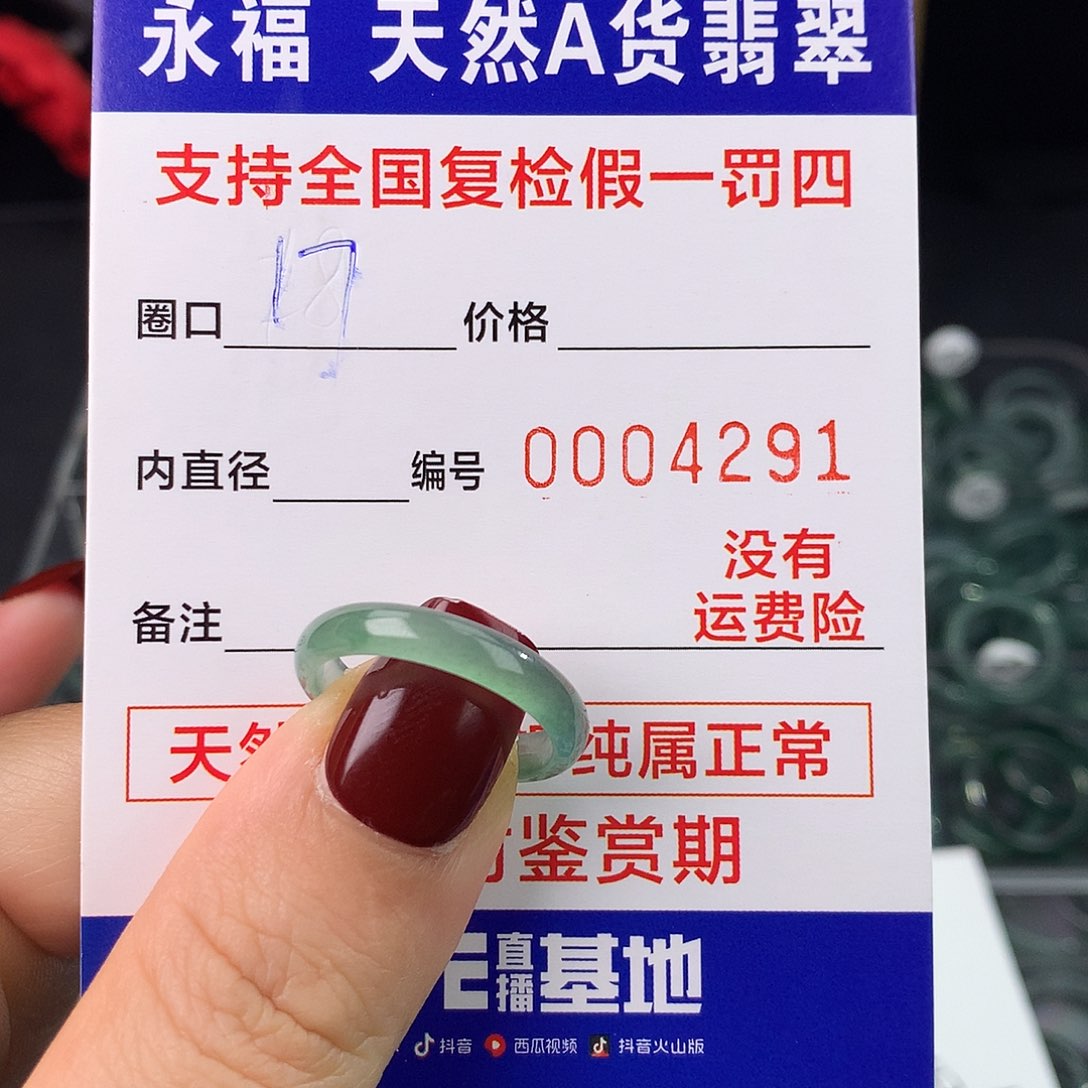 永福 天然A货翡翠
支持全国复检假一罚四
圈口 17 价格
内直径 编号 0004291
没有
备注 运费险
天然 纯属正常
鉴赏期
直播基地
抖音 西瓜视频 抖音火山版